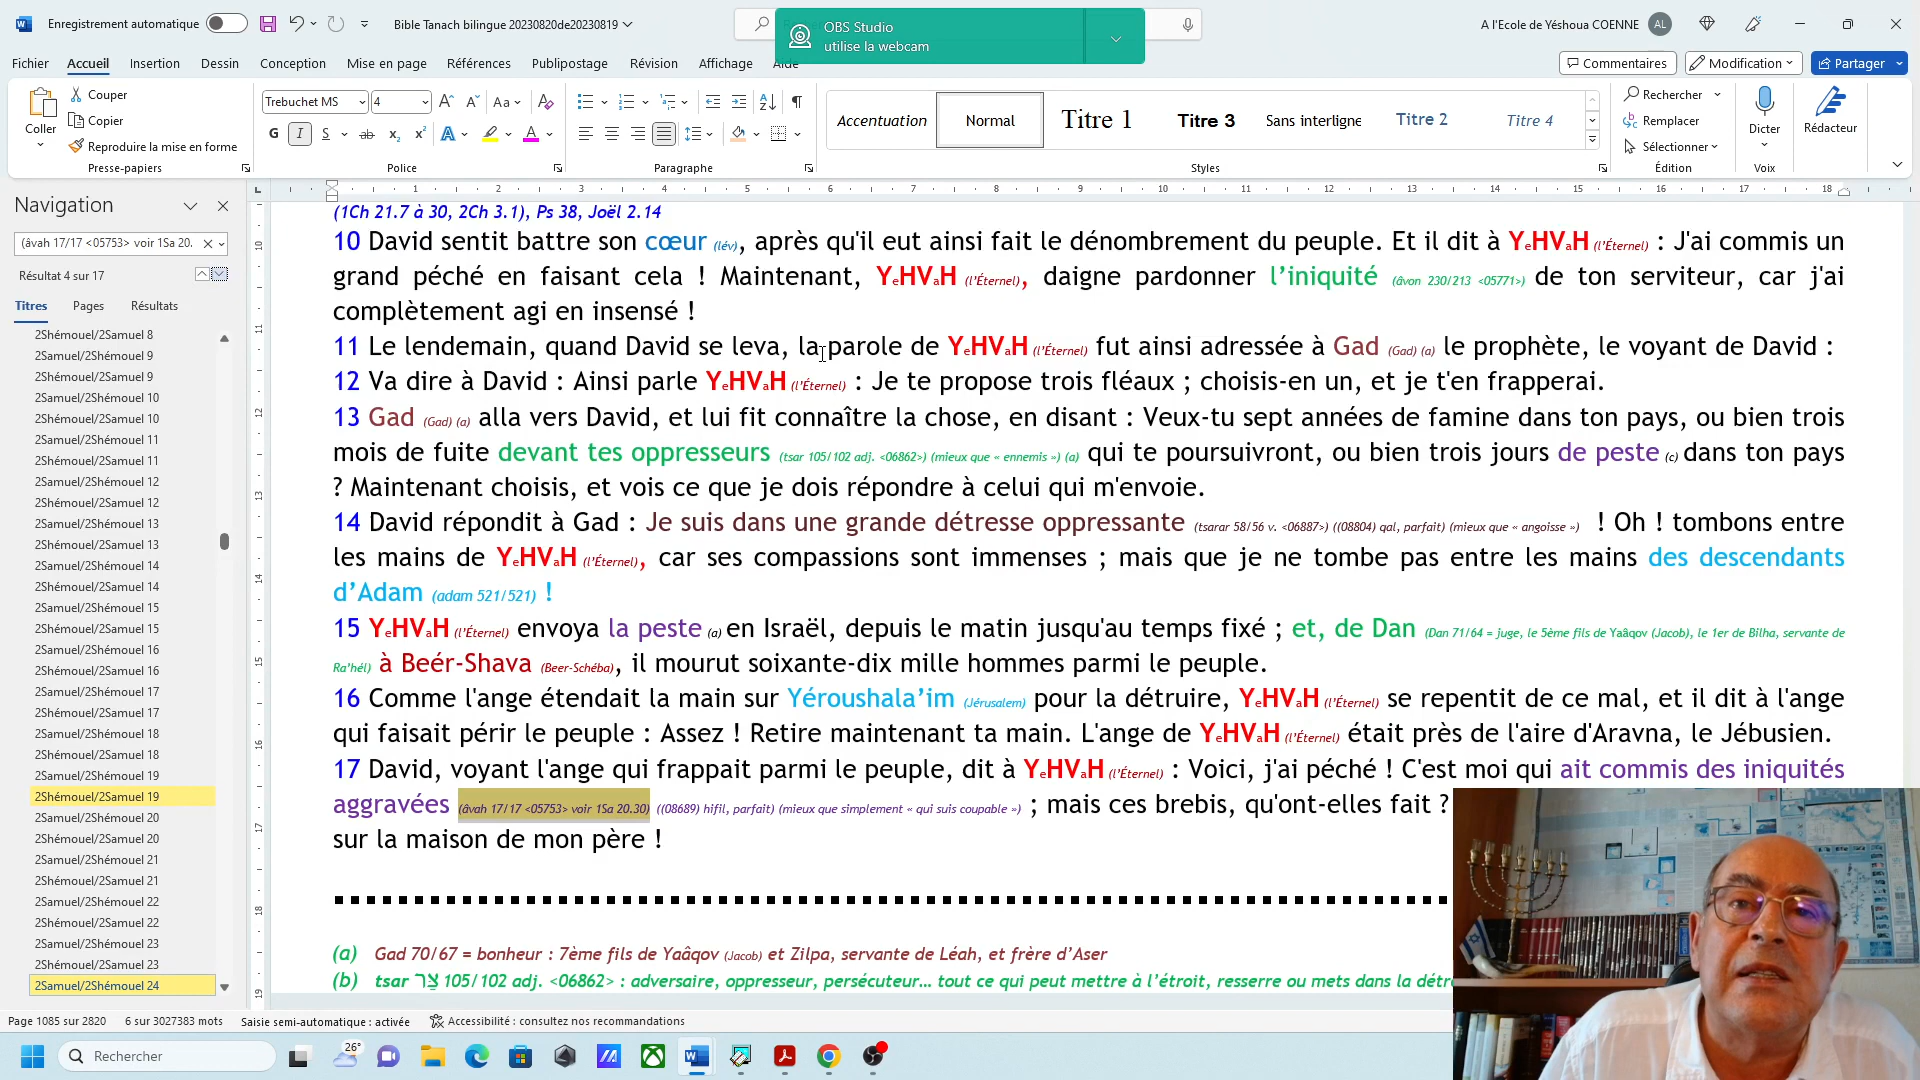 Enregistrement automatique
Bible Tanach bilingue 20230820de20230819
OBS Studio
utilise la webcam
A l'Ecole de Yéshoua COENNE
AL
Fichier Accueil Insertion Dessin Conception Mise en page Références Publipostage Révision Affichage Aide
Commentaires Modification Partager
Coller
Couper
Copier
Reproduire la mise en forme
Presse-papiers
Trebuchet MS 4
Police
Paragraphe
Accentuation Normal Titre 1 Titre 3 Sans interligne Titre 2 Titre 4
Styles
Rechercher
Remplacer
Sélectionner
Édition
Dicter
Voix
Rédacteur
Navigation
(âvah 17/17 <05753> voir 1Sa 20.
Résultat 4 sur 17
Titres Pages Résultats
2Shémouel/2Samuel 8
2Samuel/2Shémouel 9
2Shémouel/2Samuel 9
2Samuel/2Shémouel 10
2Shémouel/2Samuel 10
2Samuel/2Shémouel 11
2Shémouel/2Samuel 11
2Samuel/2Shémouel 12
2Shémouel/2Samuel 12
2Samuel/2Shémouel 13
2Shémouel/2Samuel 13
2Samuel/2Shémouel 14
2Shémouel/2Samuel 14
2Samuel/2Shémouel 15
2Shémouel/2Samuel 15
2Samuel/2Shémouel 16
2Shémouel/2Samuel 16
2Samuel/2Shémouel 17
2Shémouel/2Samuel 17
2Samuel/2Shémouel 18
2Shémouel/2Samuel 18
2Samuel/2Shémouel 19
2Shémouel/2Samuel 19
2Samuel/2Shémouel 20
2Shémouel/2Samuel 20
2Samuel/2Shémouel 21
2Shémouel/2Samuel 21
2Samuel/2Shémouel 22
2Shémouel/2Samuel 22
2Samuel/2Shémouel 23
2Shémouel/2Samuel 23
2Samuel/2Shémouel 24
(1Ch 21.7 à 30, 2Ch 3.1), Ps 38, Joël 2.14
10 David sentit battre son cœur (lév), après qu'il eut ainsi fait le dénombrement du peuple. Et il dit à YeHVaH (l'Éternel) : J'ai commis un
grand péché en faisant cela ! Maintenant, YeHVaH (l'Éternel), daigne pardonner l'iniquité (âvon 230/213 <05771>) de ton serviteur, car j'ai
complètement agi en insensé !
11 Le lendemain, quand David se leva, la parole de YeHVaH (l'Éternel) fut ainsi adressée à Gad (Gad) (a) le prophète, le voyant de David :
12 Va dire à David : Ainsi parle YeHVaH (l'Éternel) : Je te propose trois fléaux ; choisis-en un, et je t'en frapperai.
13 Gad (Gad) (a) alla vers David, et lui fit connaître la chose, en disant : Veux-tu sept années de famine dans ton pays, ou bien trois
mois de fuite devant tes oppresseurs (tsar 105/102 adj. <06862>) (mieux que « ennemis ») (a) qui te poursuivront, ou bien trois jours de peste (c) dans ton pays
? Maintenant choisis, et vois ce que je dois répondre à celui qui m'envoie.
14 David répondit à Gad : Je suis dans une grande détresse oppressante (tsarar 58/56 v. <06887>) ((08804) qal, parfait) (mieux que « angoisse ») ! Oh ! tombons entre
les mains de YeHVaH (l'Éternel), car ses compassions sont immenses ; mais que je ne tombe pas entre les mains des descendants
d'Adam (adam 521/521) !
15 YeHVaH (l'Éternel) envoya la peste (a) en Israël, depuis le matin jusqu'au temps fixé ; et, de Dan (Dan 71/64 = juge, le 5ème fils de Yaâqov (Jacob), le 1er de Bilha, servante de
Ra'hél) à Beér-Shava (Beer-Schéba), il mourut soixante-dix mille hommes parmi le peuple.
16 Comme l'ange étendait la main sur Yéroushala'im (Jérusalem) pour la détruire, YeHVaH (l'Éternel) se repentit de ce mal, et il dit à l'ange
qui faisait périr le peuple : Assez ! Retire maintenant ta main. L'ange de YeHVaH (l'Éternel) était près de l'aire d'Aravna, le Jébusien.
17 David, voyant l'ange qui frappait parmi le peuple, dit à YeHVaH (l'Éternel) : Voici, j'ai péché ! C'est moi qui ait commis des iniquités
aggravées (âvah 17/17 <05753> voir 1Sa 20.30) ((08689) hifil, parfait) (mieux que simplement « qui suis coupable ») ; mais ces brebis, qu'ont-elles fait ?
sur la maison de mon père !
(a) Gad 70/67 = bonheur : 7ème fils de Yaâqov (Jacob) et Zilpa, servante de Léah, et frère d'Aser
(b) tsar צַר 105/102 adj. <06862> : adversaire, oppresseur, persécuteur... tout ce qui peut mettre à l'étroit, resserre ou mets dans la détr
Page 1085 sur 2820 6 sur 3027383 mots Saisie semi-automatique : activée Accessibilité : consultez nos recommandations
Rechercher
26°